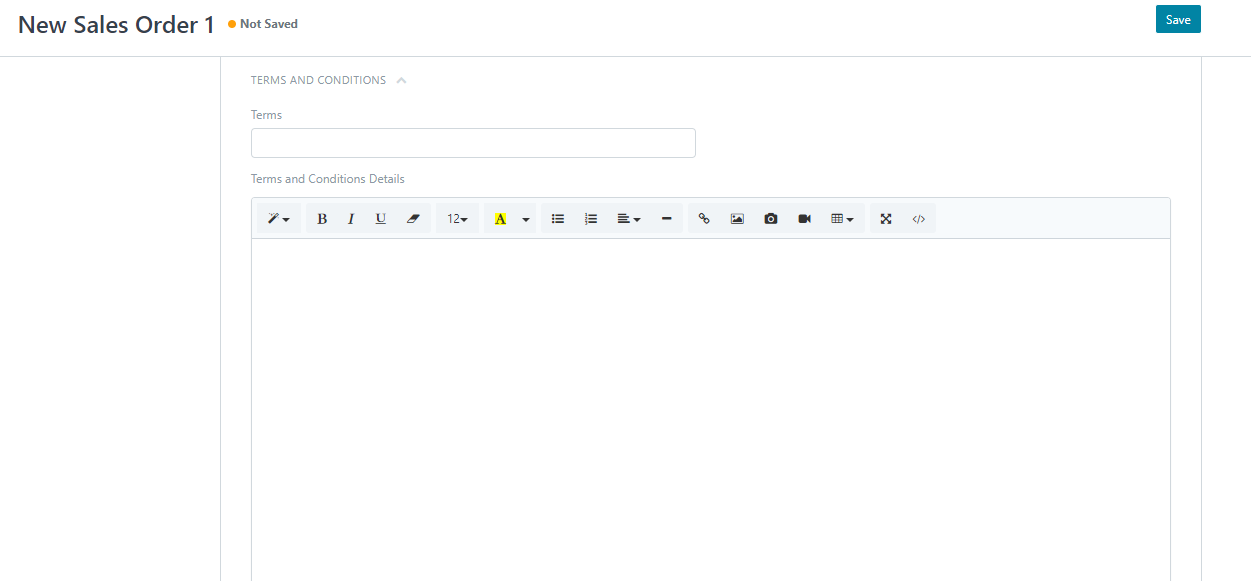 New Sales Order 1 Not Saved Save
TERMS AND CONDITIONS
Terms
Terms and Conditions Details
B I U 12 A </>